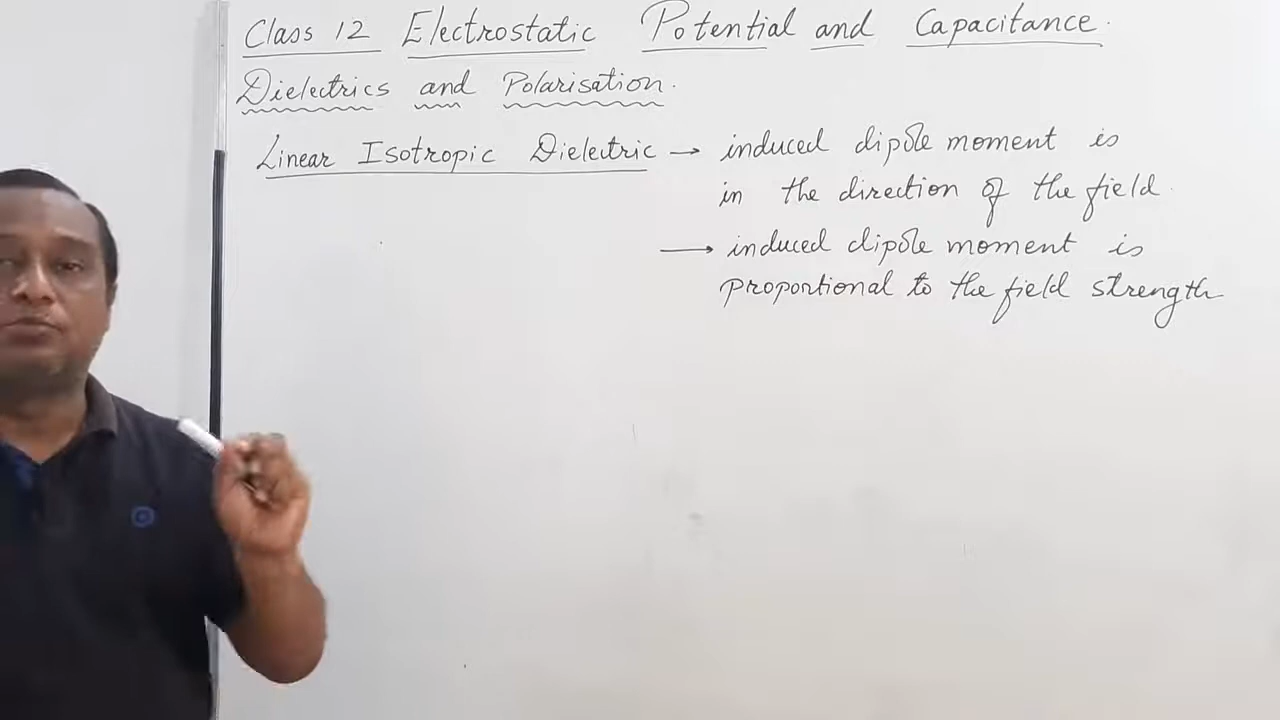 Class 12 Electrostatic Potential and Capacitance.
Dielectrics and Polarisation.
Linear Isotropic Dielectric → induced dipole moment is
in the direction of the field.
→ induced dipole moment is
proportional to the field strength